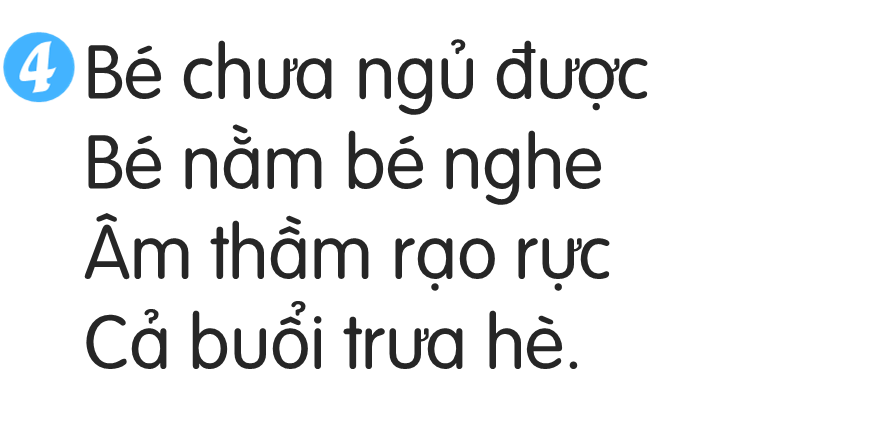 4 Bé chưa ngủ được
Bé nằm bé nghe
Âm thầm rạo rực
Cả buổi trưa hè.